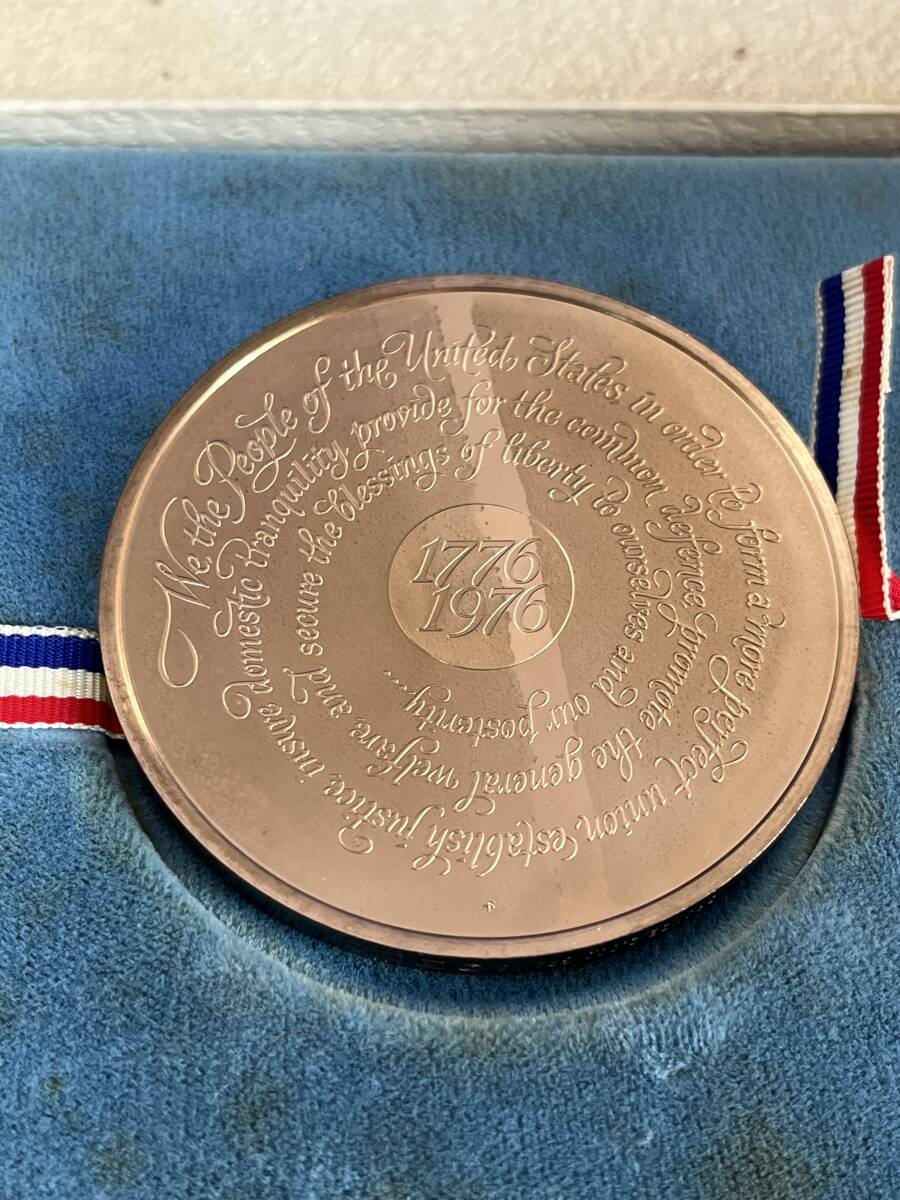 We, the People of the United States, in order to form a more perfect union, establish justice, insure domestic tranquility, provide for the common defence, promote the general welfare, and secure the blessings of liberty to ourselves and our posterity...
1776
1976